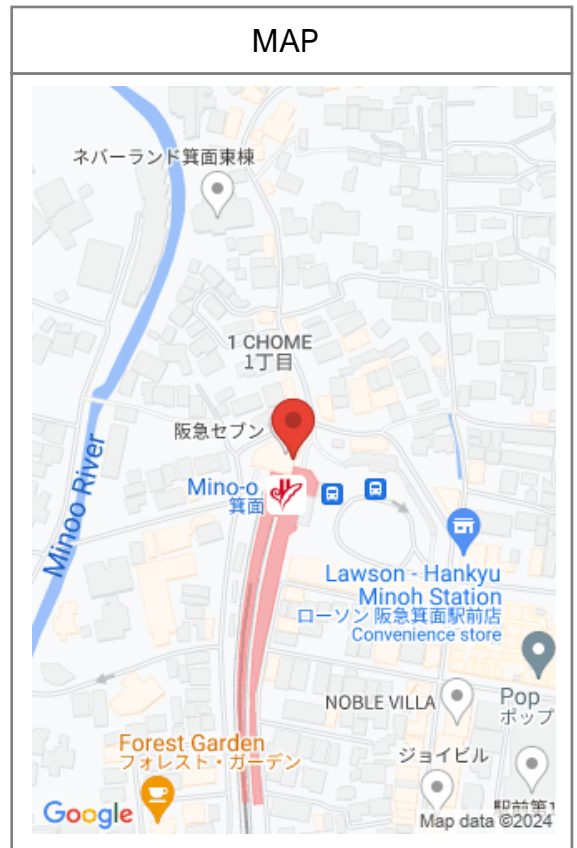 MAP
ネバーランド箕面東棟
1 CHOME
1丁目
阪急セブン
Mino-o
箕面
Minoo River
Lawson - Hankyu
Minoh Station
ローソン 阪急箕面駅前店
Convenience store
NOBLE VILLA
Pop
ポップ
Forest Garden
フォレスト・ガーデン
ジョイビル
Google
Map data ©2024